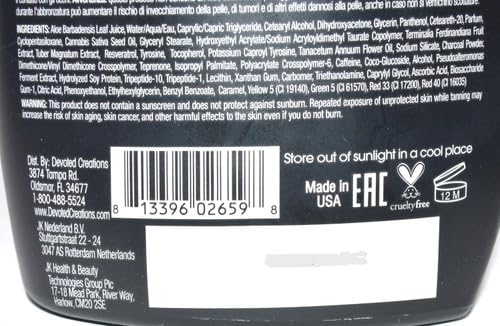 durante l'abbronzatura può aumentare il rischio di invecchiamento della pelle, di tumori e di altri effetti dannosi alla pelle, anche in caso non si verifichi scottatura.
INGREDIENTS: Aloe Barbadensis Leaf Juice, Water/Aqua/Eau, Caprylic/Capric Triglyceride, Cetearyl Alcohol, Dihydroxyacetone, Glycerin, Panthenol, Ceteareth-20, Parfum,
Cyclopentasiloxane, Cannabis Sativa Seed Oil, Glyceryl Stearate, Hydroxyethyl Acrylate/Sodium Acryloyldimethyl Taurate Copolymer, Terminalia Ferdinandiana Fruit
Extract, Tuber Magnatum Extract, Resveratrol, Tyrosine, Tocopherol, Potassium Caproyl Tyrosine, Tanacetum Annuum Flower Oil, Sodium Salicylate, Charcoal Powder,
Dimethicone/Vinyl Dimethicone Crosspolymer, Terpineol, Isopropyl Palmitate, Polyacrylate Crosspolymer-6, Caffeine, Coco-Glucoside, Alcohol, Pseudoalteromonas
Ferment Extract, Hydrolyzed Soy Protein, Tripeptide-10, Tripeptide-1, Lecithin, Xanthan Gum, Carbomer, Triethanolamine, Caprylyl Glycol, Ascorbic Acid, Biosaccharide
Gum-1, Citric Acid, Phenoxyethanol, Ethylhexylglycerin, Benzyl Benzoate, Caramel, Yellow 5 (CI 19140), Green 5 (CI 61570), Red 33 (CI 17200), Red 40 (CI 16035)
WARNING: This product does not contain a sunscreen and does not protect against sunburn. Repeated exposure of unprotected skin while tanning may
increase the risk of skin aging, skin cancer, and other harmful effects to the skin even if you do not burn.
Dist. By: Devoted Creations
3874 Tampa Rd.
Oldsmar, FL 34677
1-800-488-5524
www.DevotedCreations.com
JK Nederland B.V.
Stuttgartstraat 22 - 24
3047 AS Rotterdam Netherlands
JK Health & Beauty
Technologies Group Plc
17-18 Mead Park, River Way,
Harlow, CM20 2SE
8 13396 02659 8
Store out of sunlight in a cool place
Made in
USA
EAC
crueltyfree
12 M